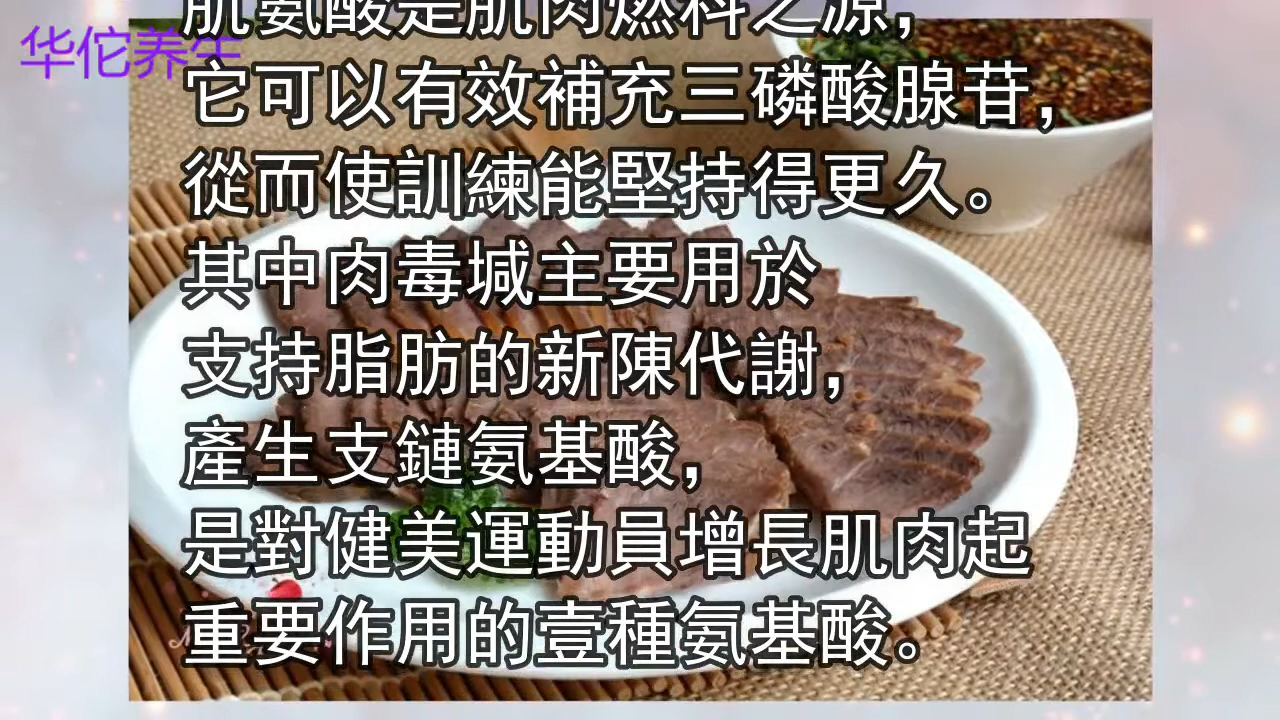 肌氨酸是肌肉燃料之源，
华佗养生
它可以有效補充三磷酸腺苷，
從而使訓練能堅持得更久。
其中肉毒堿主要用於
支持脂肪的新陳代謝，
產生支鏈氨基酸，
是對健美運動員增長肌肉起
重要作用的壹種氨基酸。